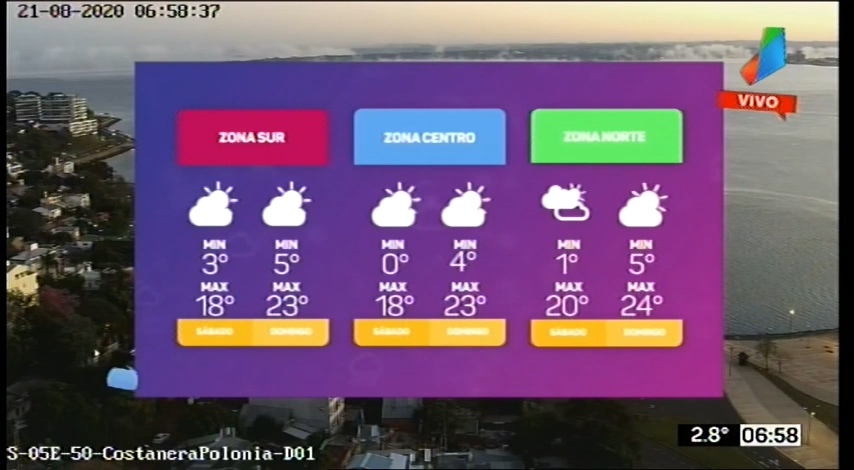 21-08-2020 06:58:37
VIVO
ZONA SUR ZONA CENTRO ZONA NORTE
MIN MIN MIN MIN MIN MIN
3° 5° 0° 4° 1° 5°
MAX MAX MAX MAX MAX MAX
18° 23° 18° 23° 20° 24°
SÁBADO DOMINGO SÁBADO DOMINGO SÁBADO DOMINGO
2.8° 06:58
S-05E-50-CostaneraPolonia-D01